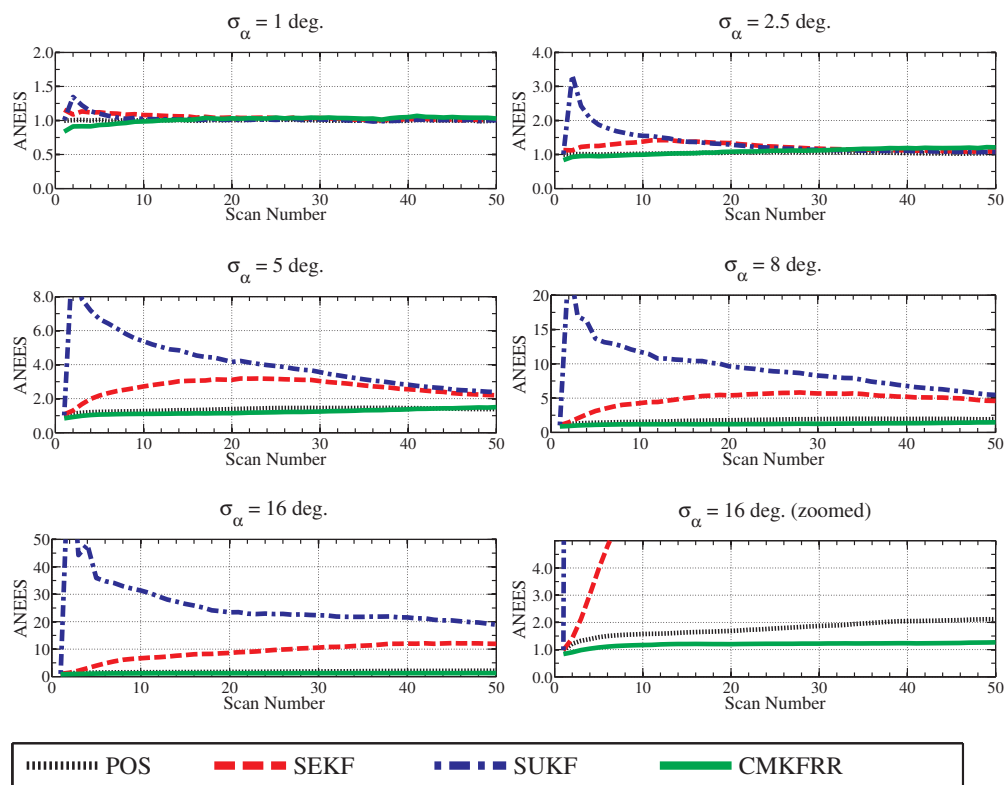 σα = 1 deg.
2.0
1.5
1.0
0.5
0.0
ANEES
10 20 30 40 50
Scan Number
σα = 2.5 deg.
4.0
3.0
2.0
1.0
0.0
ANEES
10 20 30 40 50
Scan Number
σα = 5 deg.
8.0
6.0
4.0
2.0
0.0
ANEES
10 20 30 40 50
Scan Number
σα = 8 deg.
20
15
10
5
0
ANEES
10 20 30 40 50
Scan Number
σα = 16 deg.
50
40
30
20
10
0
ANEES
10 20 30 40 50
Scan Number
σα = 16 deg. (zoomed)
4.0
3.0
2.0
1.0
0.0
ANEES
10 20 30 40 50
Scan Number
POS SEKF SUKF CMKFRR